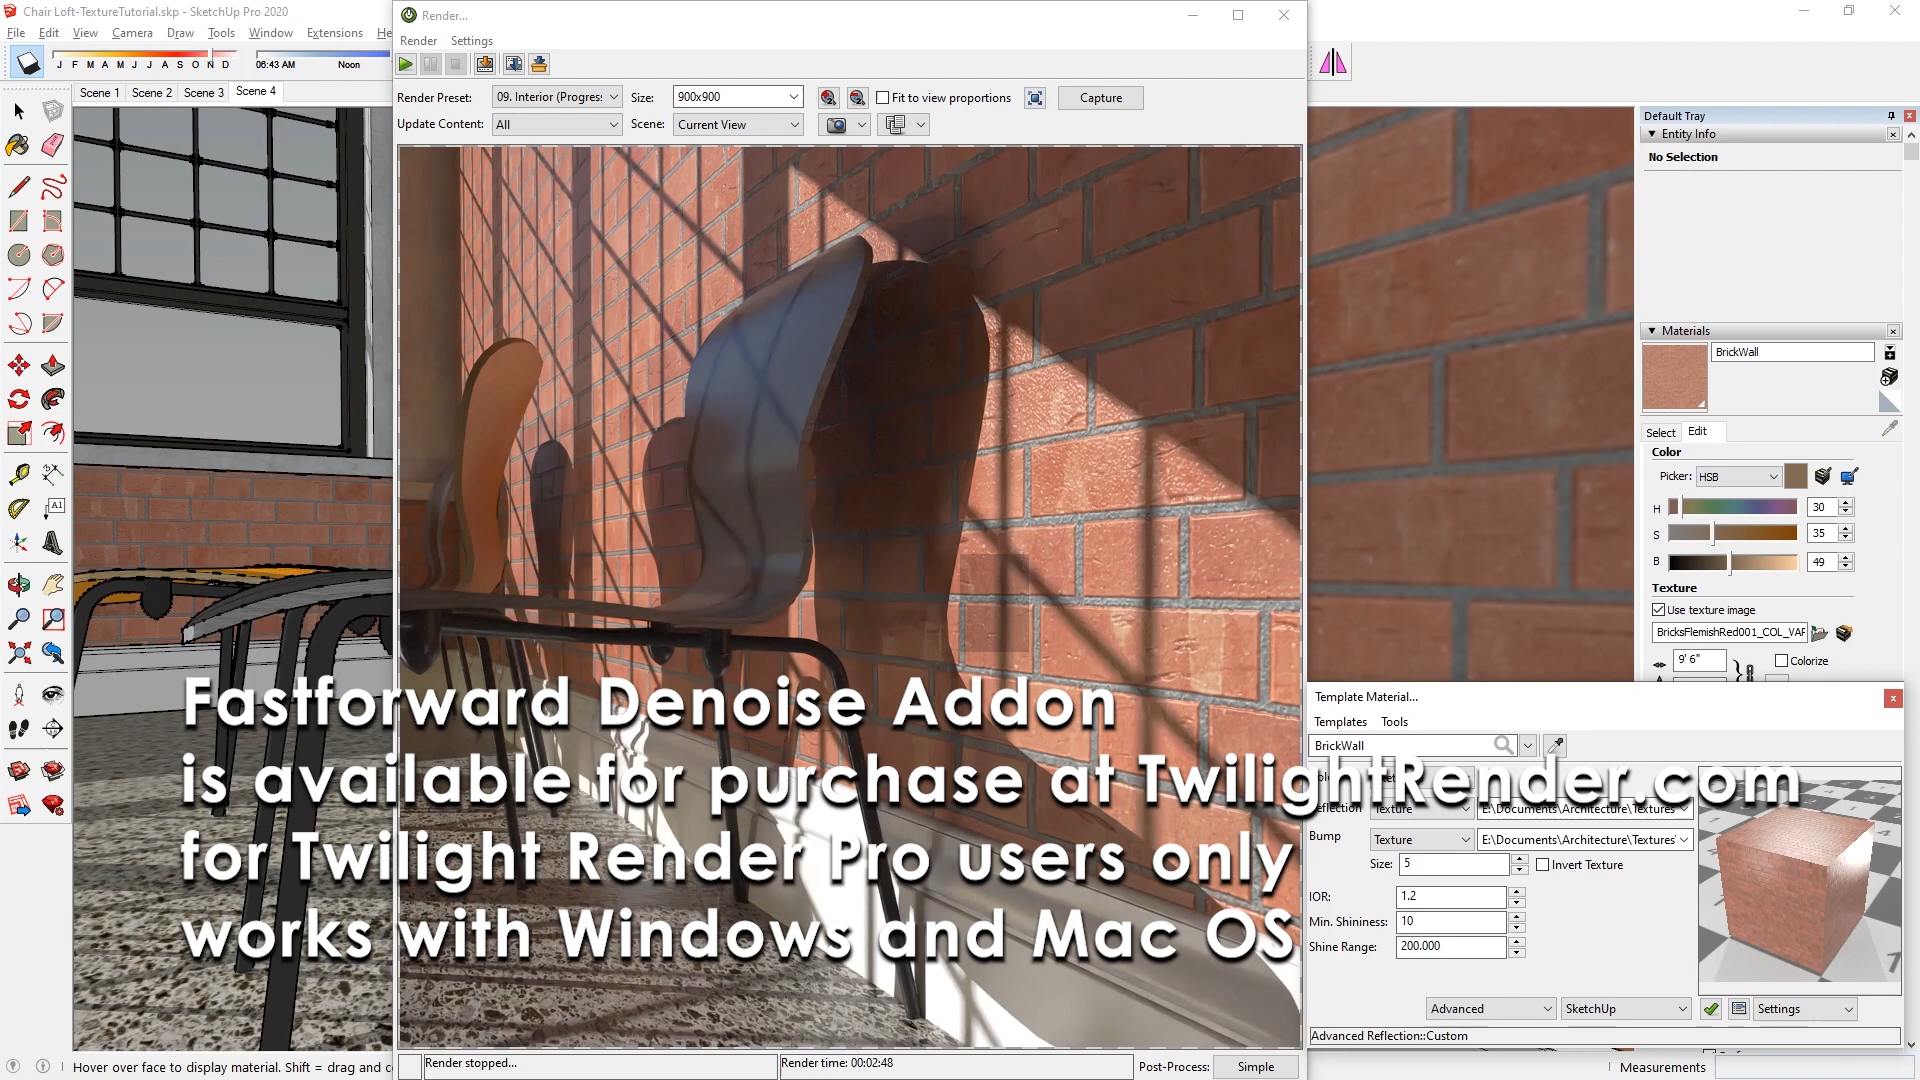 Chair Loft-TextureTutorial.skp - SketchUp Pro 2020
File Edit View Camera Draw Tools Window Extensions He
J F M A M J J A S O N D
06:43 AM Noon
Scene 1 Scene 2 Scene 3 Scene 4
A1
Render...
Render Settings
Render Preset: 09. Interior (Progres: Size: 900x900 Fit to view proportions Capture
Update Content: All Scene: Current View
Default Tray
Entity Info
No Selection
Materials
BrickWall
Select Edit
Color
Picker: HSB
H 30
S 35
B 49
Texture
Use texture image
BricksFlemishRed001_COL_VAR
9' 6"
Colorize
Template Material...
Templates Tools
BrickWall
Reflection Texture E:\Documents\Architecture\Textures
Bump Texture E:\Documents\Architecture\Textures
Size: 5 Invert Texture
IOR: 1.2
Min. Shininess: 10
Shine Range: 200.000
Advanced SketchUp Settings
Advanced Reflection::Custom
Fastforward Denoise Addon
is available for purchase at TwilightRender.com
for Twilight Render Pro users only
works with Windows and Mac OS
Hover over face to display material. Shift = drag and c
Render stopped... Render time: 00:02:48 Post-Process: Simple
Measurements